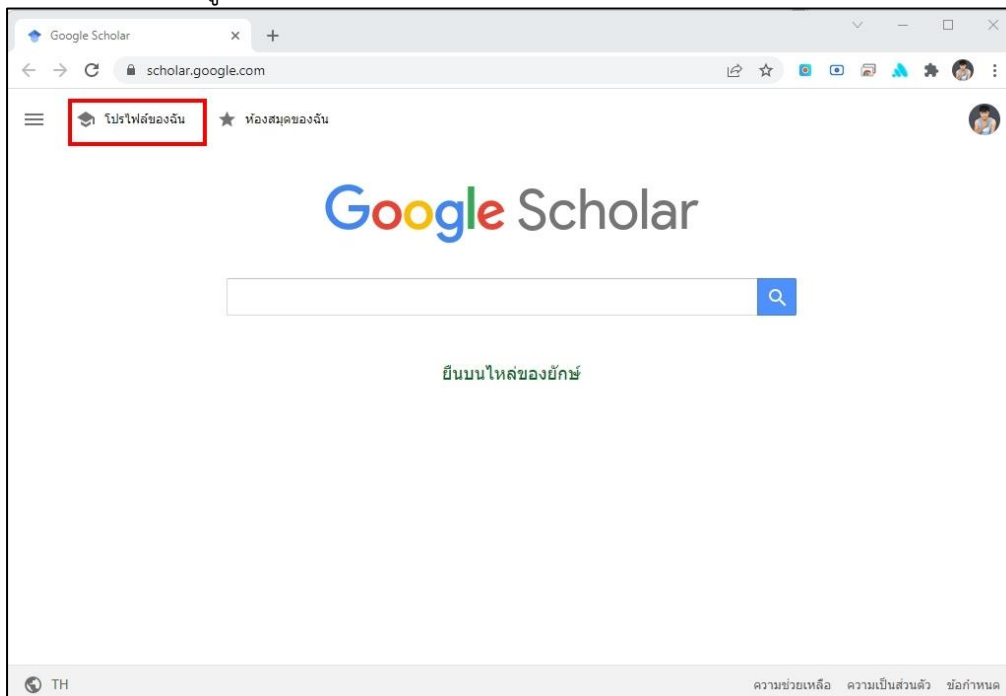 Google Scholar
scholar.google.com
โปรไฟล์ของฉัน
ห้องสมุดของฉัน
Google Scholar
ยืนบนไหล่ของยักษ์
TH
ความช่วยเหลือ ความเป็นส่วนตัว ข้อกำหนด